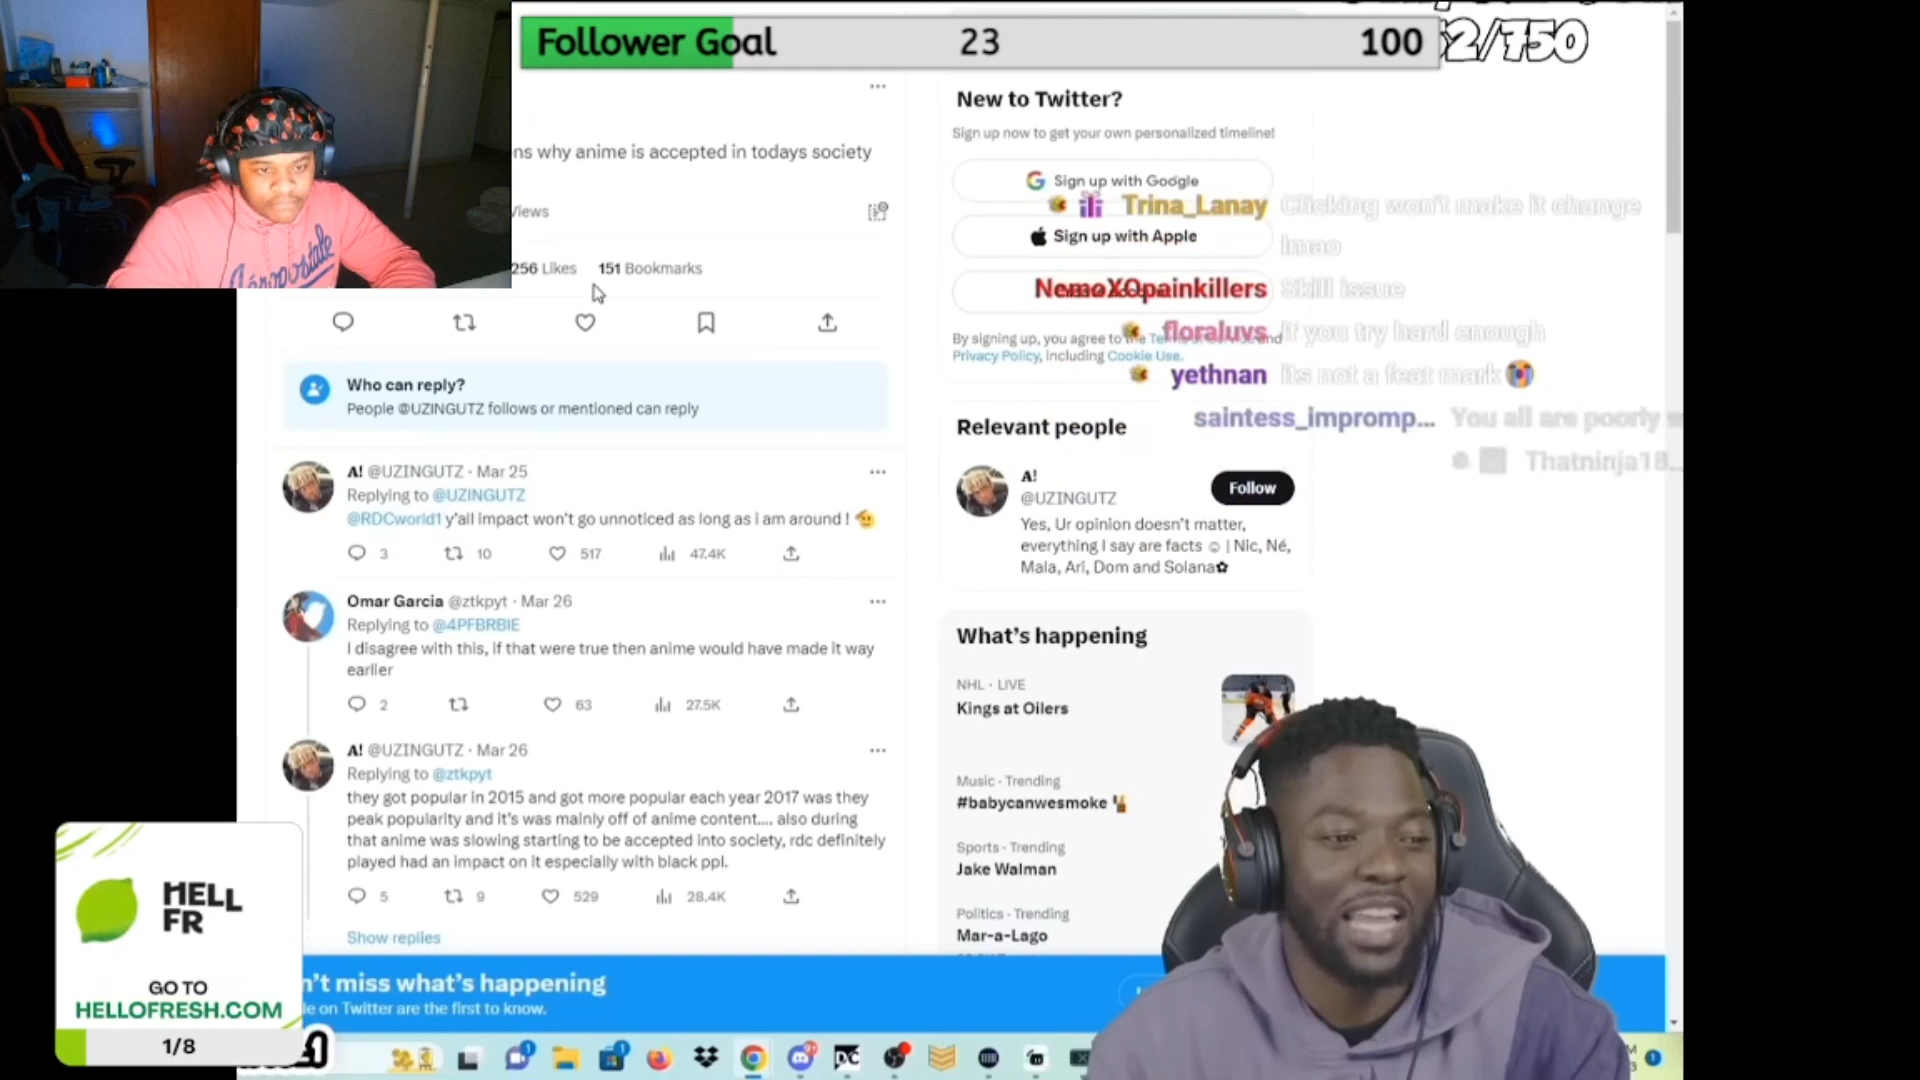 Follower Goal 23 100
2/750
New to Twitter?
Sign up now to get your own personalized timeline!
ns why anime is accepted in todays society
Sign up with Google
Views
Trina_Lanay Clicking won't make it change
lmao
Sign up with Apple
256 Likes 151 Bookmarks
NemoXOpainkillers Skill issue
floraluvs If you try hard enough
By signing up, you agree to the
Privacy Policy, including Cookie Use.
yethnan its not a feat mark
Who can reply?
People @UZINGUTZ follows or mentioned can reply
saintess_impromp... You all are poorly
Thatninja18...
Relevant people
A!
@UZINGUTZ
Follow
Yes, Ur opinion doesn't matter,
everything I say are facts ☺ | Nic, Né,
Mala, Ari, Dom and Solana✿
A! @UZINGUTZ · Mar 25
Replying to @UZINGUTZ
@RDCworld1 y'all impact won't go unnoticed as long as i am around ! 🫡
3 10 517 47.4K
Omar Garcia @ztkpyt · Mar 26
Replying to @4PFBRBIE
I disagree with this, if that were true then anime would have made it way
earlier
2 63 27.5K
A! @UZINGUTZ · Mar 26
Replying to @ztkpyt
they got popular in 2015 and got more popular each year 2017 was they
peak popularity and it's was mainly off of anime content.... also during
that anime was slowing starting to be accepted into society, rdc definitely
played had an impact on it especially with black ppl.
5 9 529 28.4K
Show replies
What's happening
NHL · LIVE
Kings at Oilers
Music · Trending
#babycanwesmoke
Sports · Trending
Jake Walman
Politics · Trending
Mar-a-Lago
n't miss what's happening
le on Twitter are the first to know.
HELL
FR
GO TO
HELLOFRESH.COM
1/8
Aéropostale